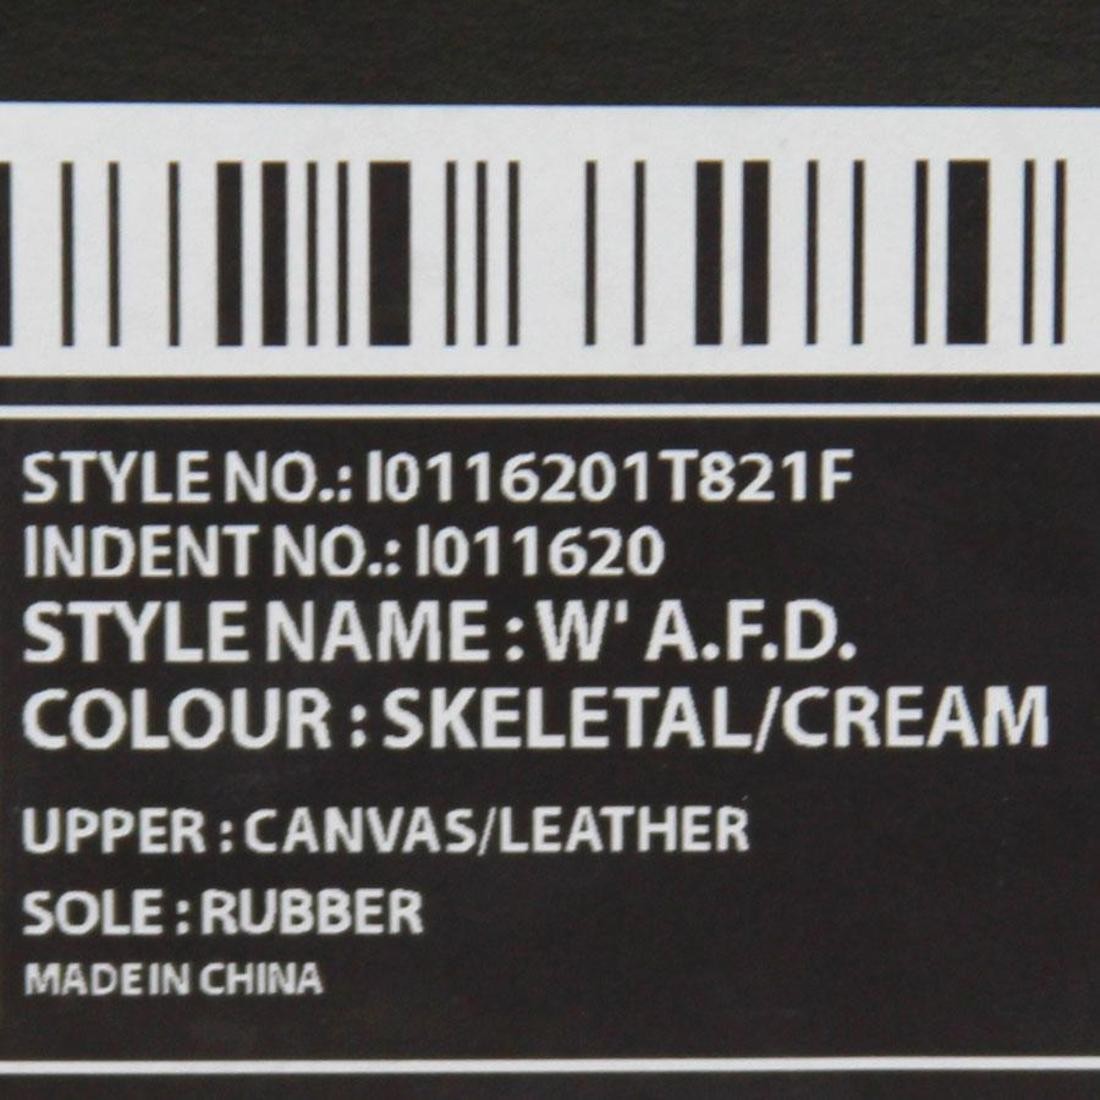 STYLE NO.: I0116201T821F
INDENT NO.: I011620
STYLE NAME : W' A.F.D.
COLOUR : SKELETAL/CREAM
UPPER : CANVAS/LEATHER
SOLE : RUBBER
MADE IN CHINA